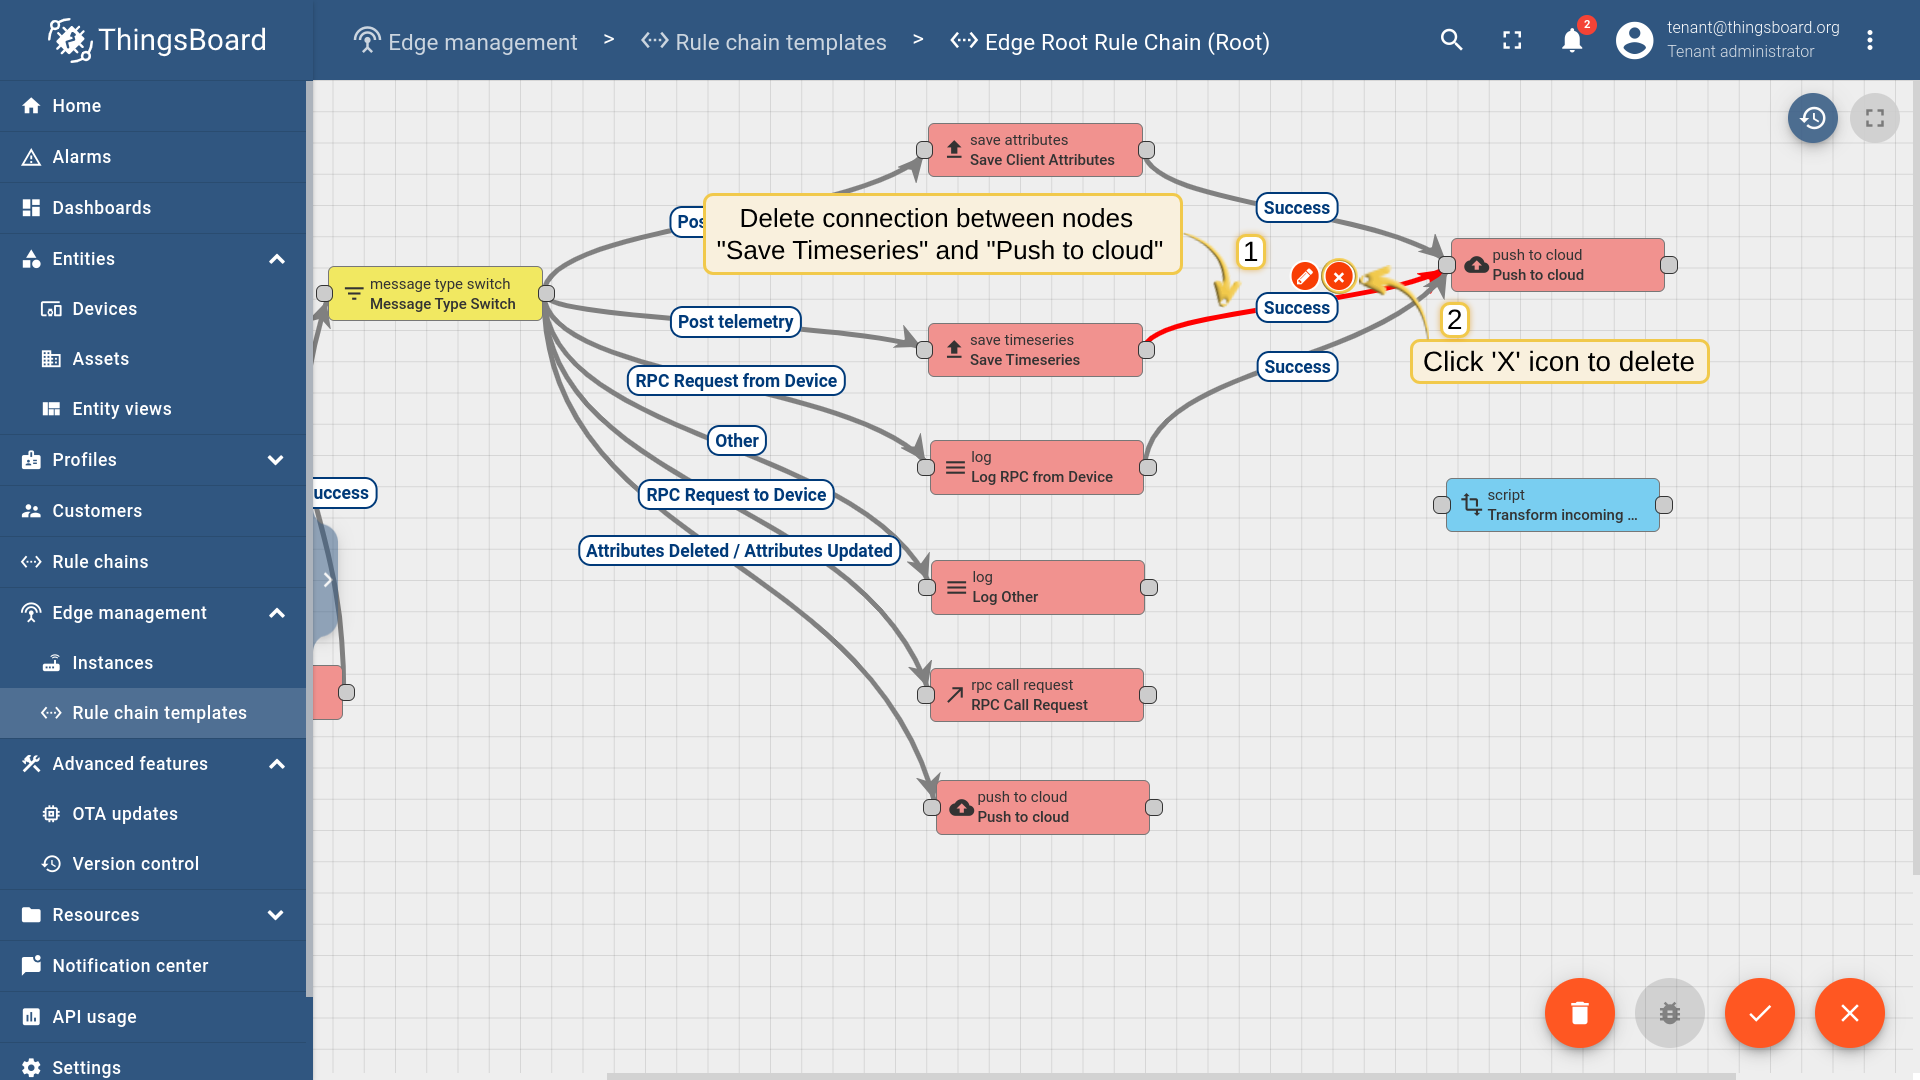 ThingsBoard
Edge management > Rule chain templates > Edge Root Rule Chain (Root)
2
tenant@thingsboard.org
Tenant administrator
Home
Alarms
Dashboards
Entities
Devices
Assets
Entity views
Profiles
Customers
Rule chains
Edge management
Instances
Rule chain templates
Advanced features
OTA updates
Version control
Resources
Notification center
API usage
Settings
save attributes
Save Client Attributes
Success
Pos
Delete connection between nodes
"Save Timeseries" and "Push to cloud"
1
push to cloud
Push to cloud
message type switch
Message Type Switch
Success
2
Post telemetry
save timeseries
Save Timeseries
Click 'X' icon to delete
Success
RPC Request from Device
Other
log
Log RPC from Device
uccess
RPC Request to Device
script
Transform incoming ...
Attributes Deleted / Attributes Updated
log
Log Other
rpc call request
RPC Call Request
push to cloud
Push to cloud